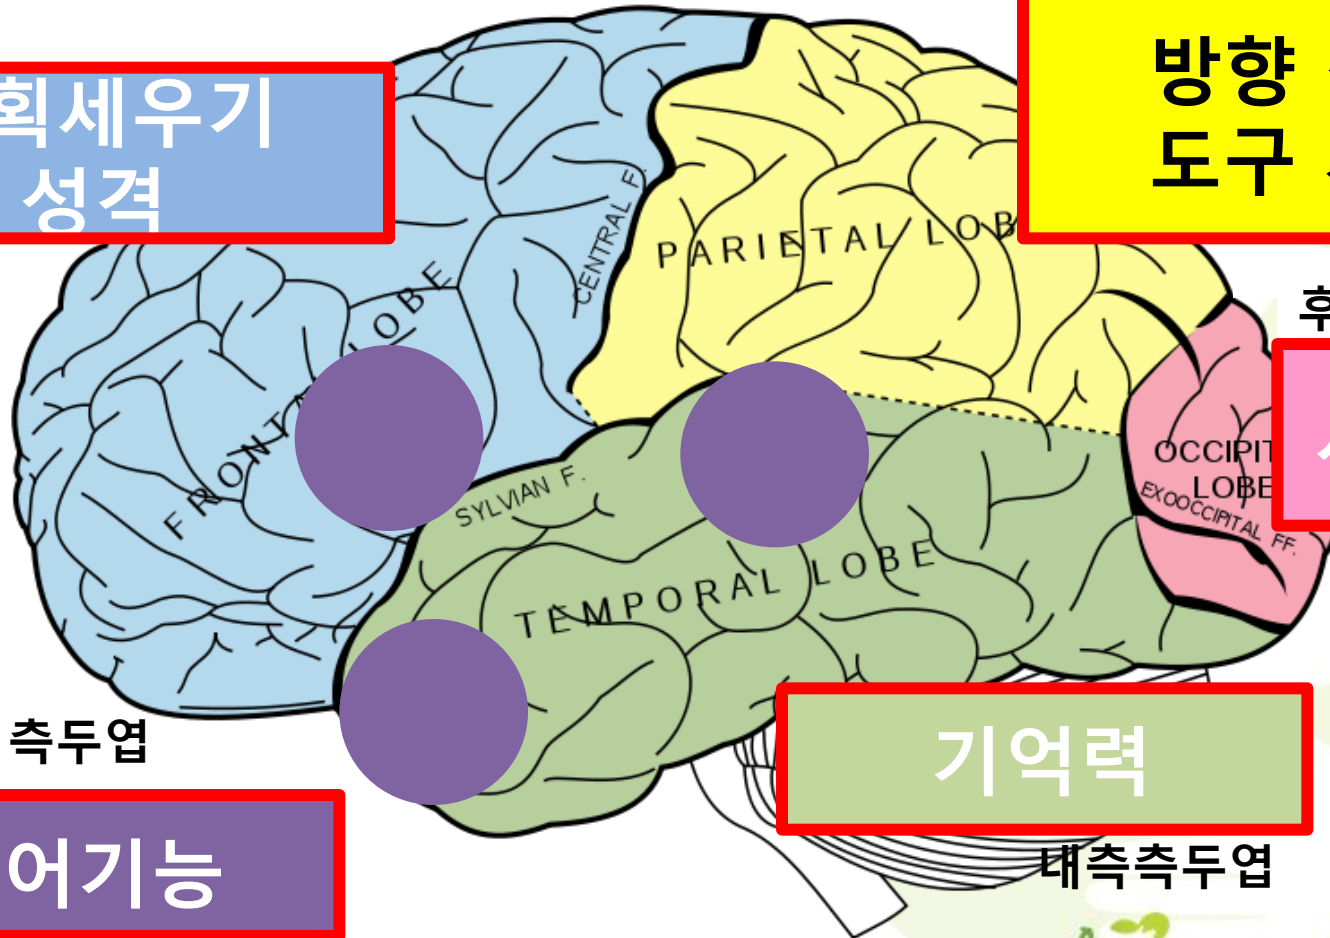 획세우기
성격
방향
도구
CENTRAL F.
PARIETAL LOB
FRONTA LOBE
OCCIPIT
LOBE
EXOOCCIPITAL FF.
SYLVIAN F.
TEMPORAL LOBE
측두엽
어기능
기억력
내측측두엽